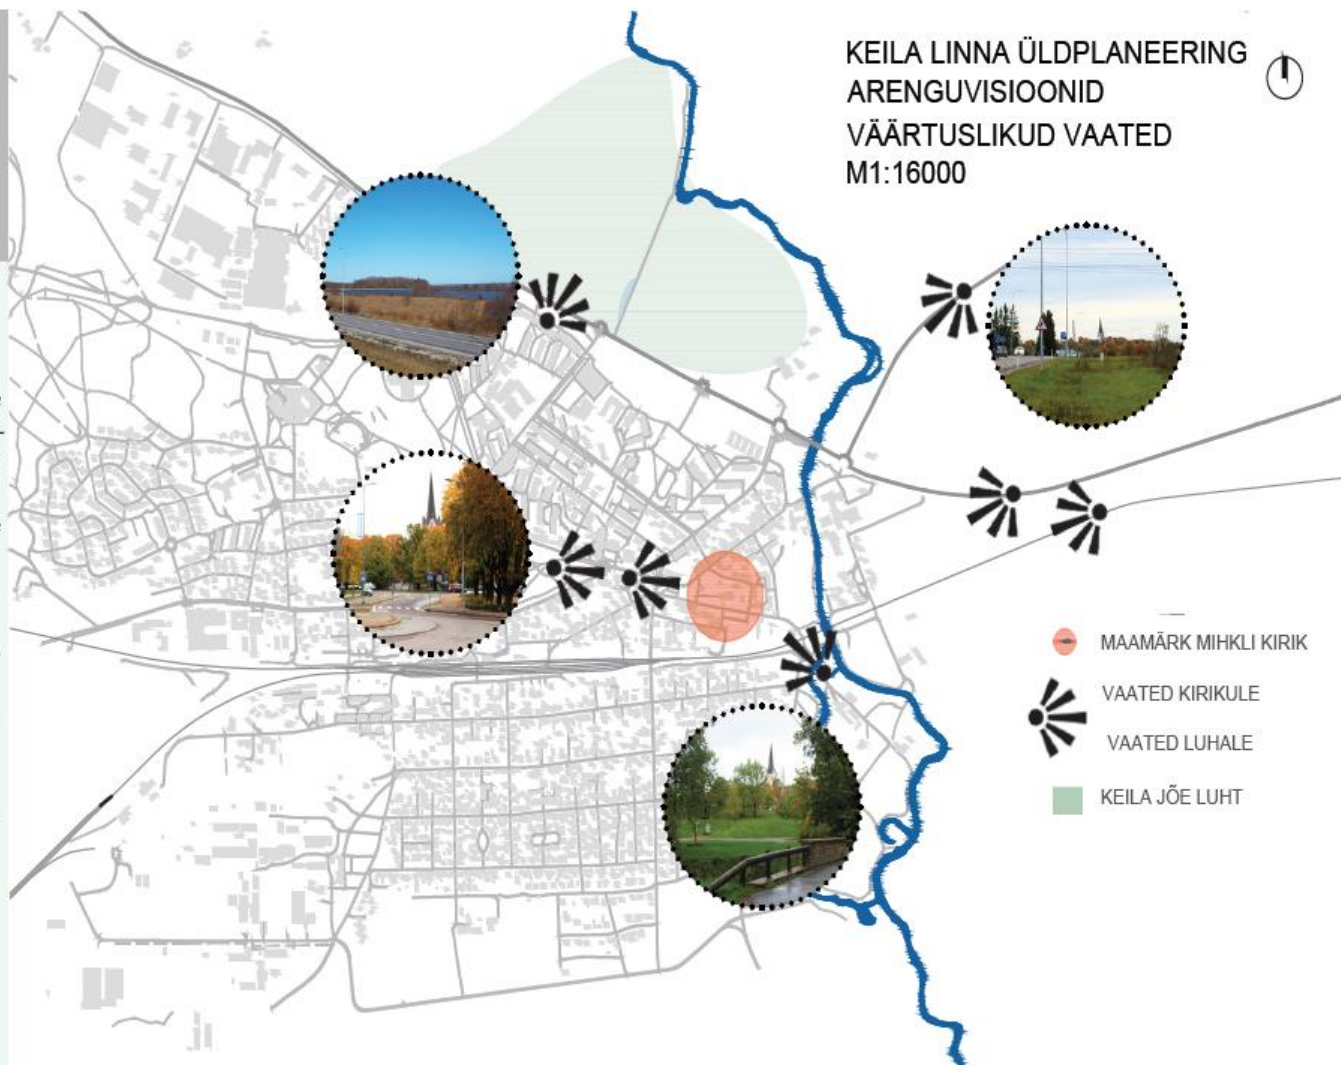 KEILA LINNA ÜLDPLANEERING
ARENGUVISIOONID
VÄÄRTUSLIKUD VAATED
M1:16000
MAAMÄRK MIHKLI KIRIK
VAATED KIRIKULE
VAATED LUHALE
KEILA JÕE LUHT